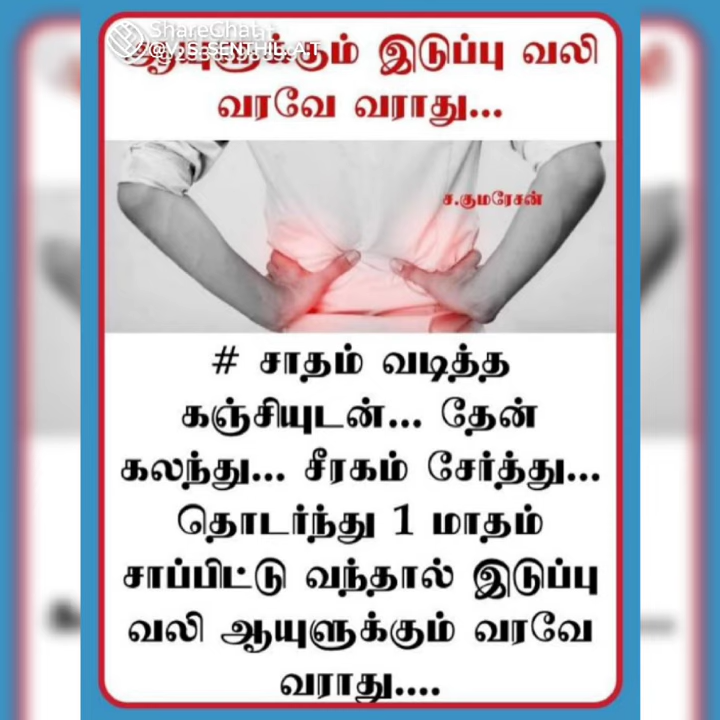 ShareChat
ஆயுளுக்கும் இடுப்பு வலி
வரவே வராது...
ச.குமரேசன்
# சாதம் வடித்த
கஞ்சியுடன்... தேன்
கலந்து... சீரகம் சேர்த்து...
தொடர்ந்து 1 மாதம்
சாப்பிட்டு வந்தால் இடுப்பு
வலி ஆயுளுக்கும் வரவே
வராது....